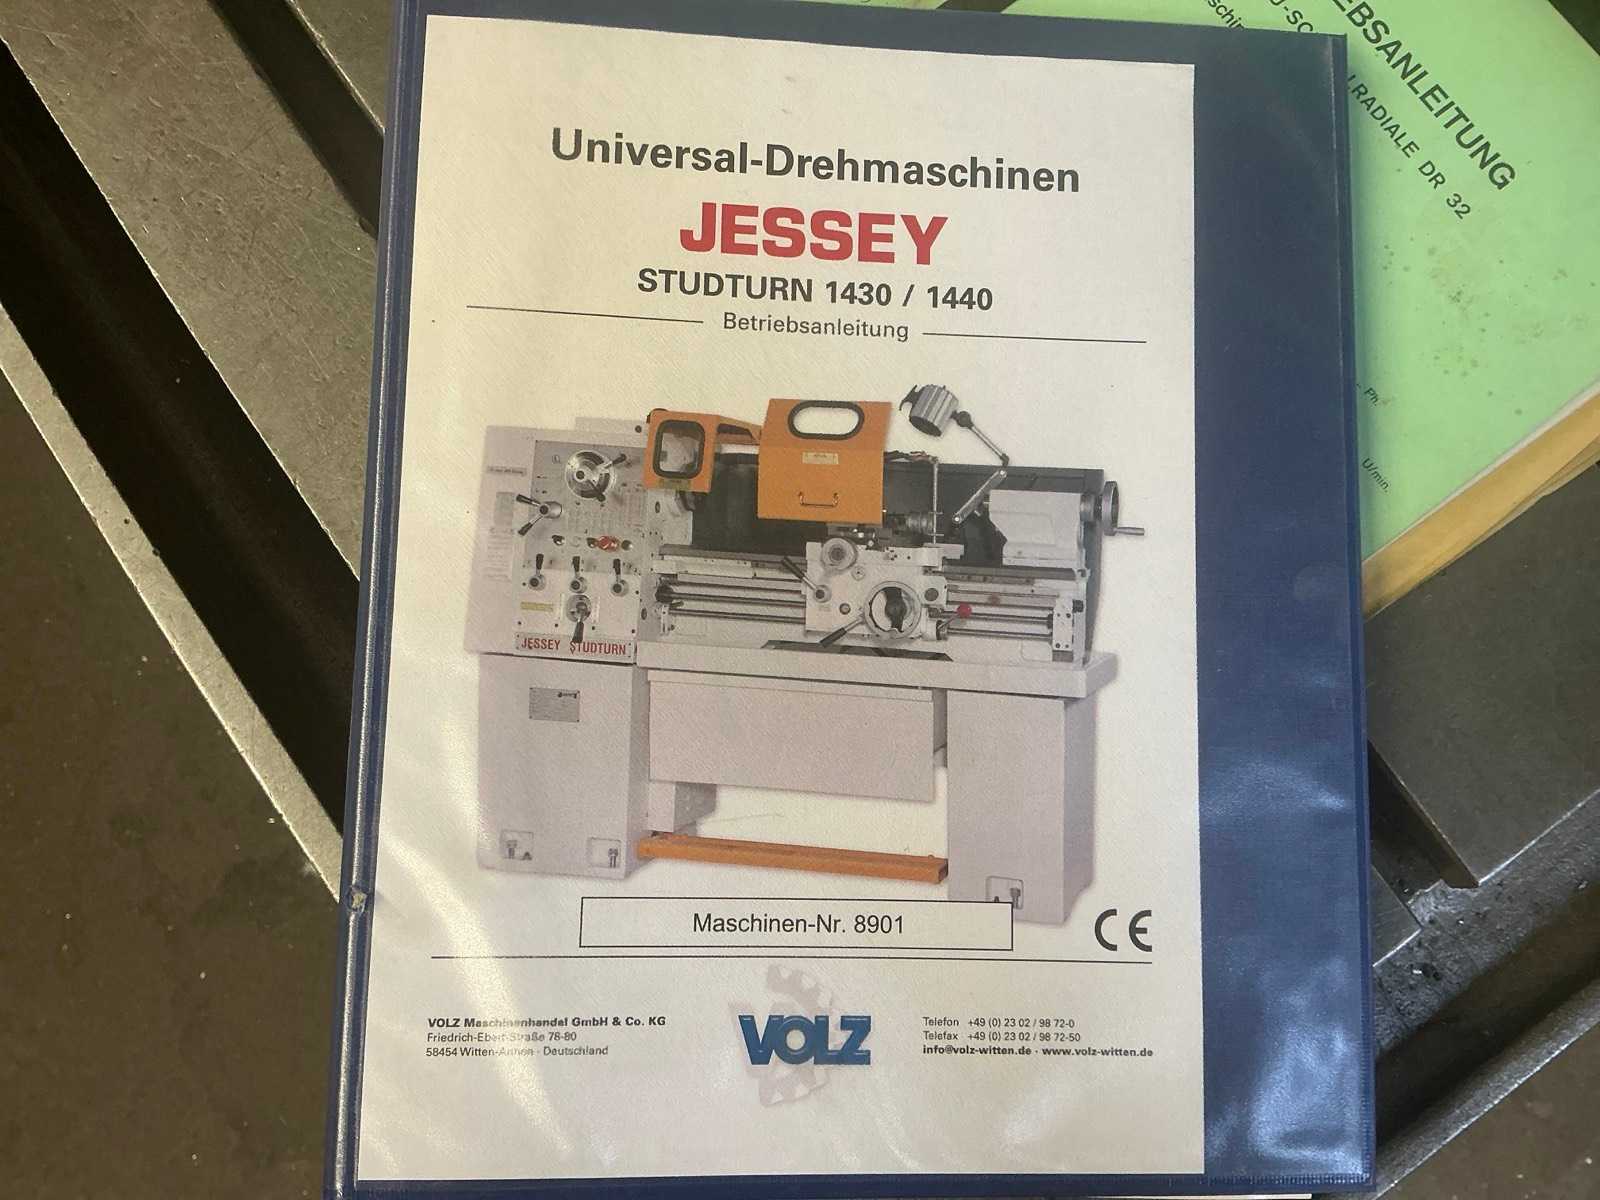 Universal-Drehmaschinen
JESSEY
STUDTURN 1430 / 1440
Betriebsanleitung
JESSEY STUDTURN
Maschinen-Nr. 8901
CE
VOLZ Maschinenhandel GmbH & Co. KG
Friedrich-Ebert-Straße 78-80
58454 Witten-Annen · Deutschland
VOLZ
Telefon +49 (0) 23 02 / 98 72-0
Telefax +49 (0) 23 02 / 98 72-50
info@volz-witten.de · www.volz-witten.de
EBSANLEITUNG
RADIALE DR 32
Ph.
U/min.